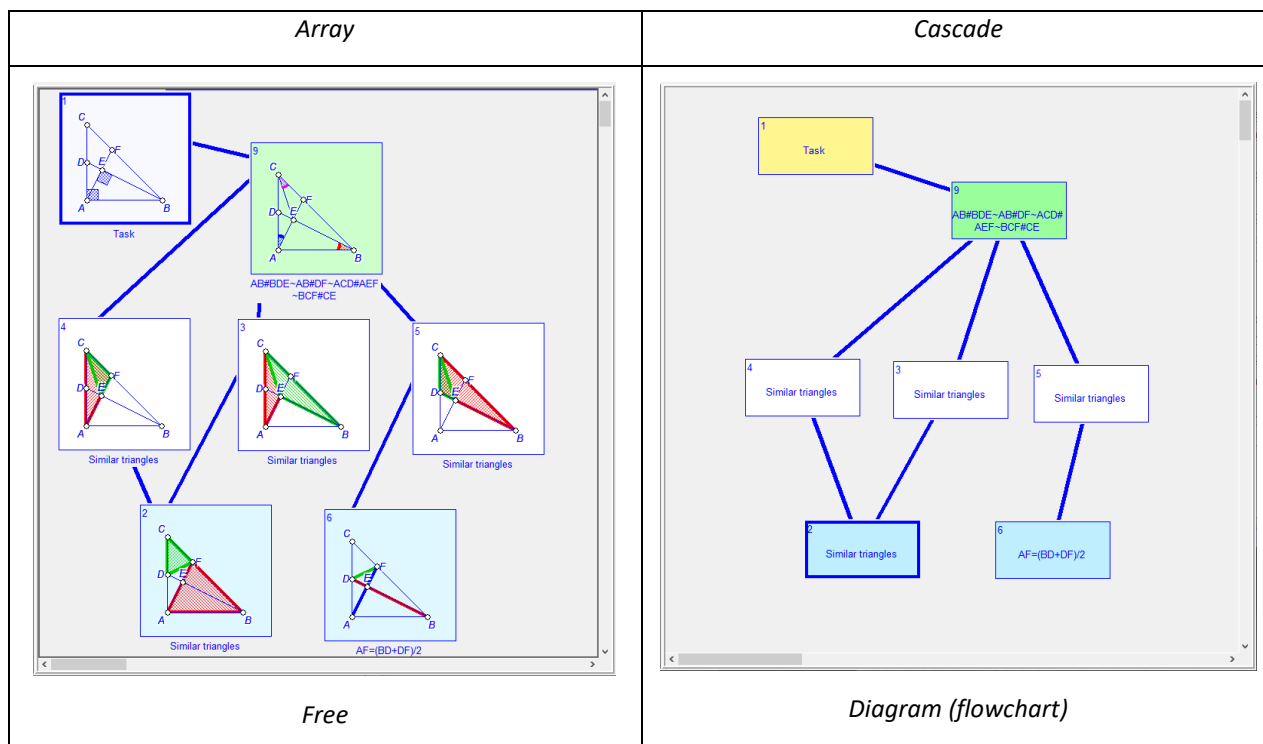 Array
Cascade
1
C
D
E
F
A
B
Task
9
C
F
D
E
A
B
AB#BDE~AB#DF~ACD#AEF
~BCF#CE
4
C
F
D
E
A
B
Similar triangles
3
C
F
D
E
A
B
Similar triangles
5
C
F
D
E
A
B
Similar triangles
2
C
F
D
E
A
B
Similar triangles
6
C
F
D
E
A
B
AF=(BD+DF)/2
Free
1
Task
9
AB#BDE~AB#DF~ACD#
AEF~BCF#CE
4
Similar triangles
3
Similar triangles
5
Similar triangles
2
Similar triangles
6
AF=(BD+DF)/2
Diagram (flowchart)